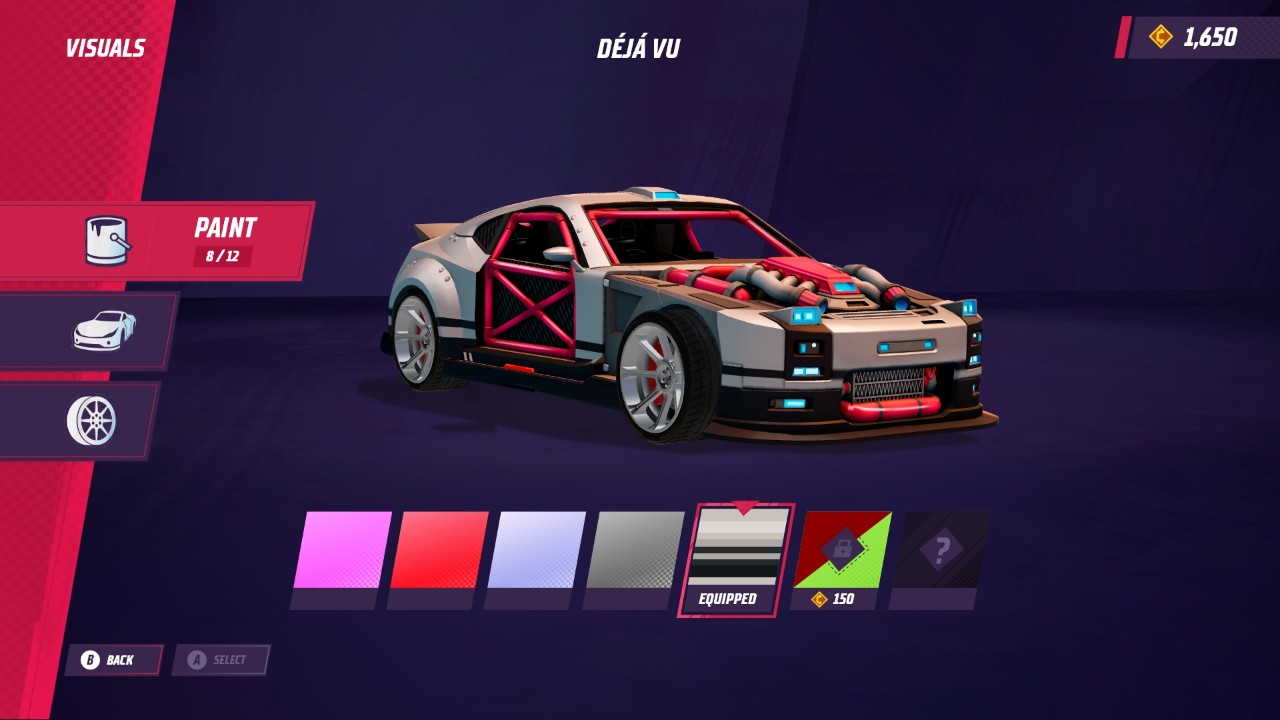 VISUALS
DÉJÁ VU
1,650
PAINT
8 / 12
EQUIPPED
150
?
B BACK
A SELECT